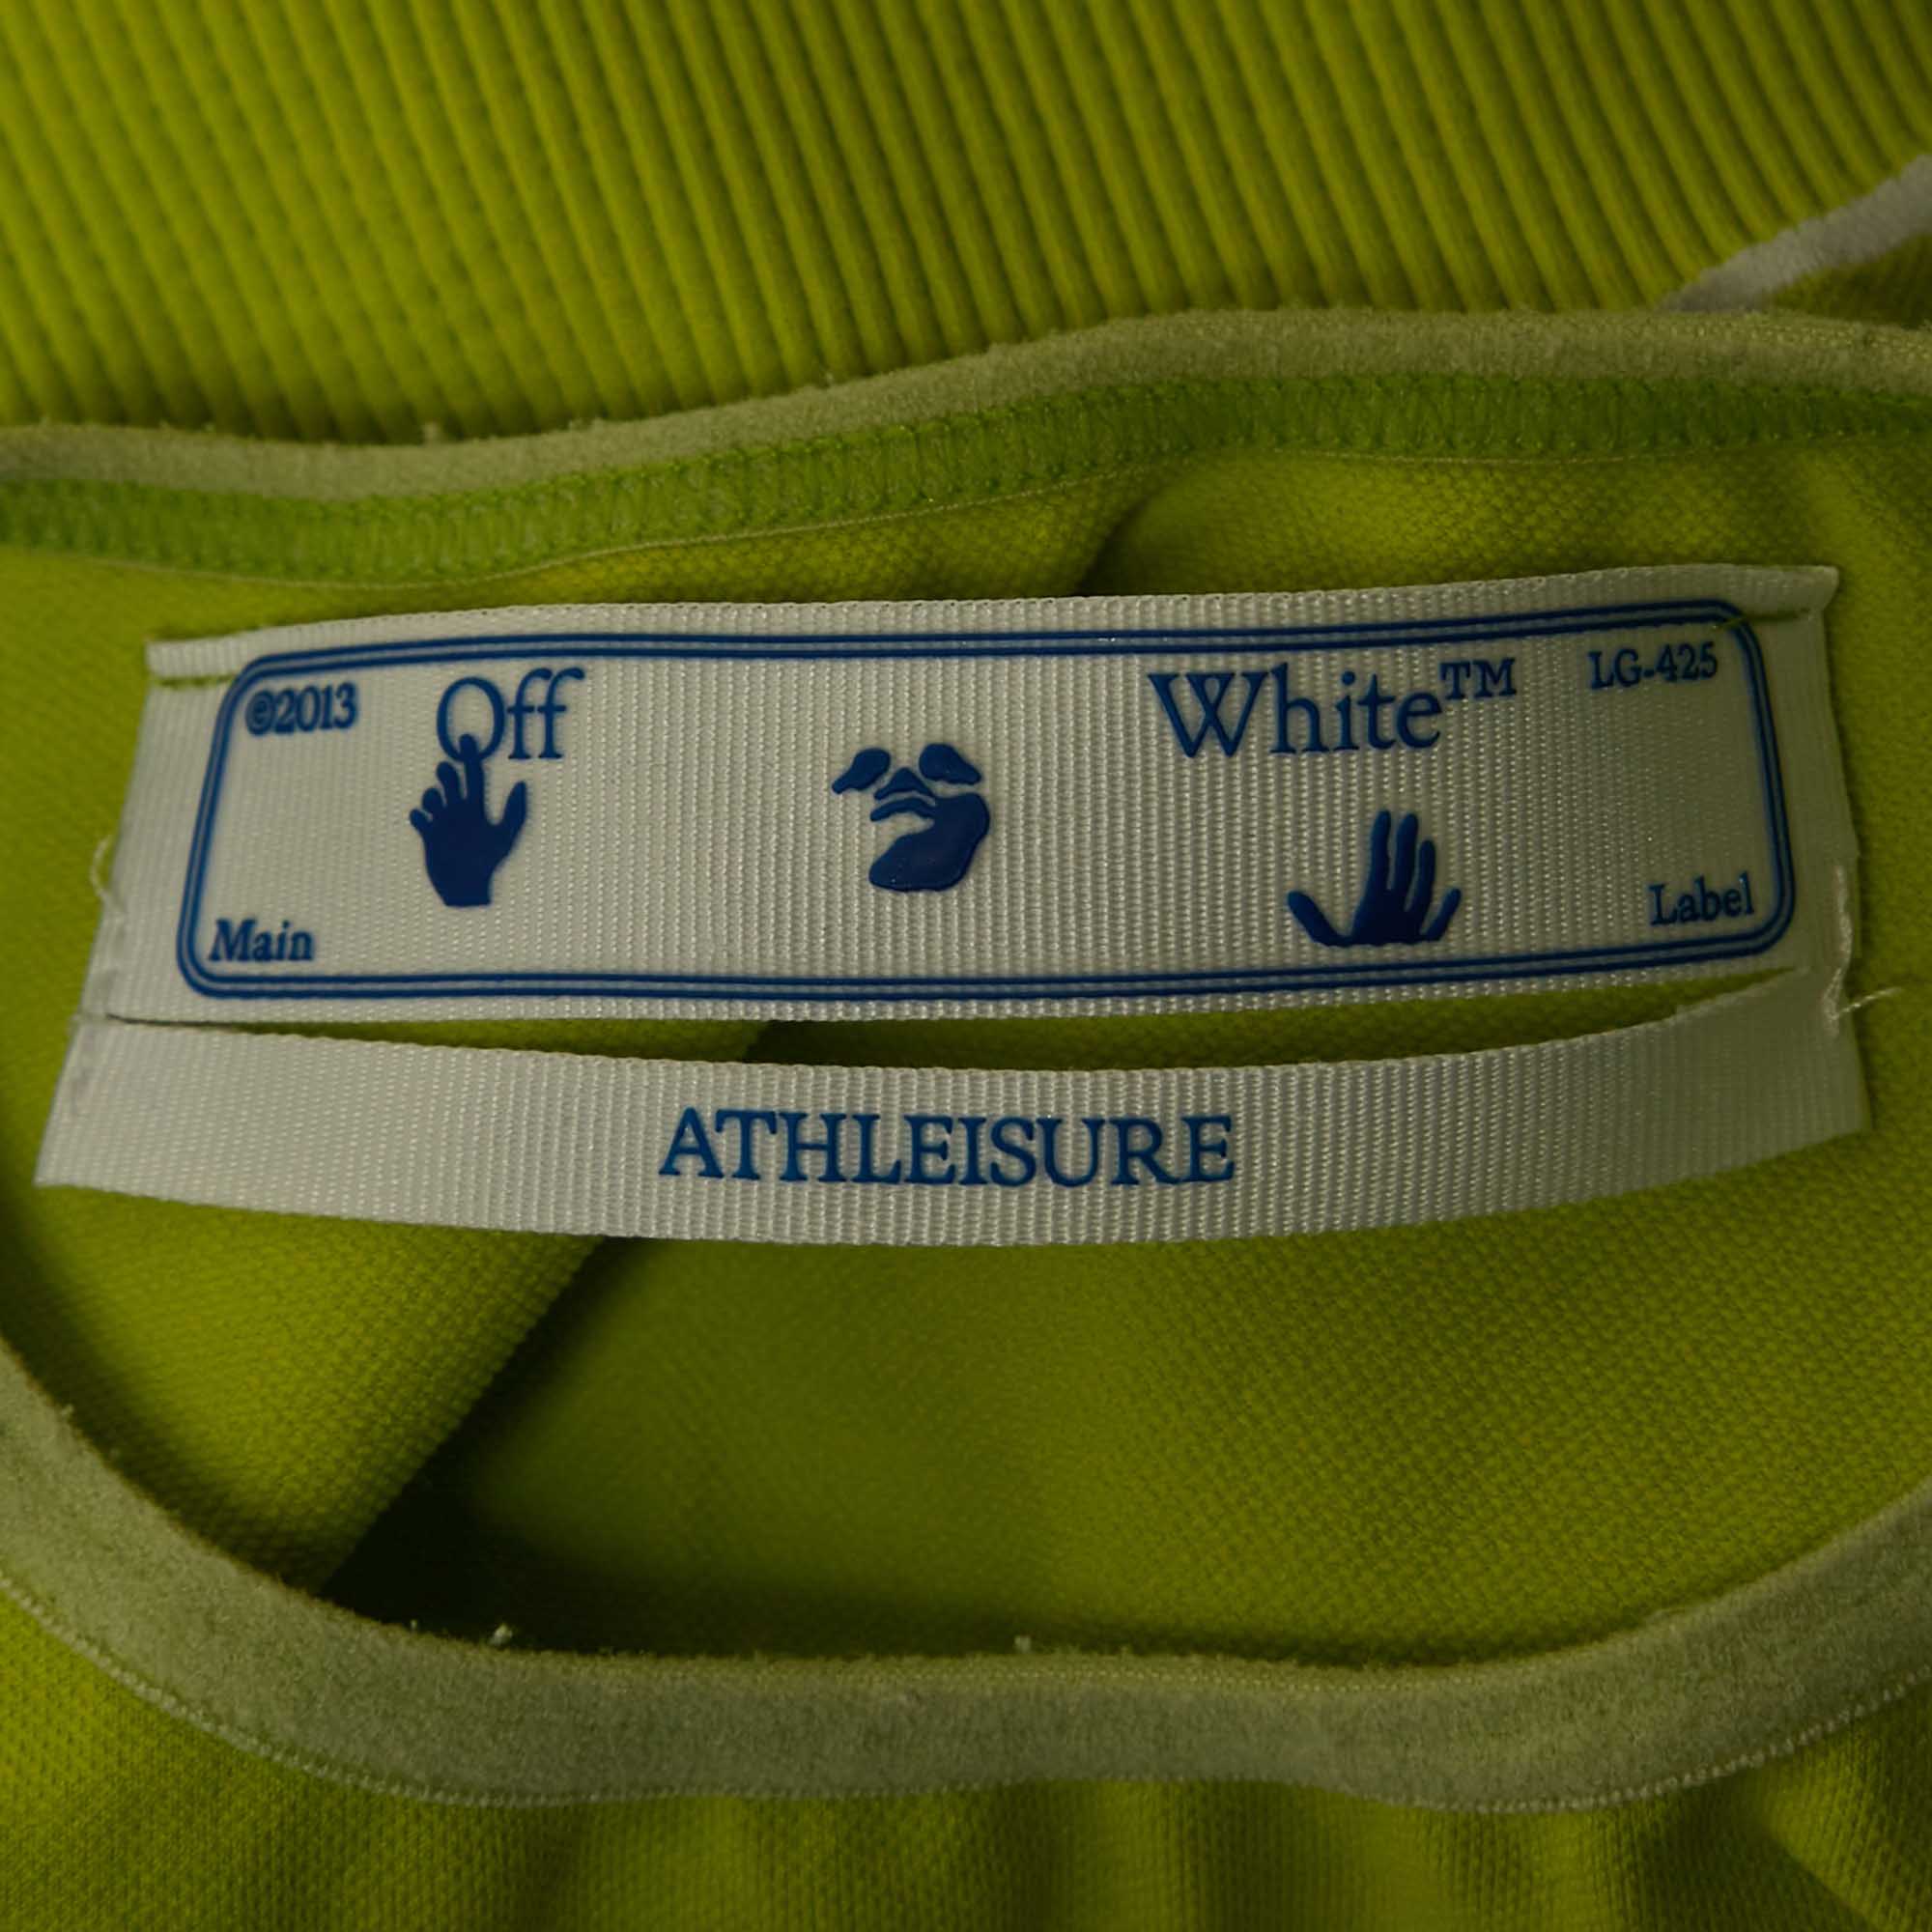 ©2013 Off White™ LG-425
Main Label
ATHLEISURE